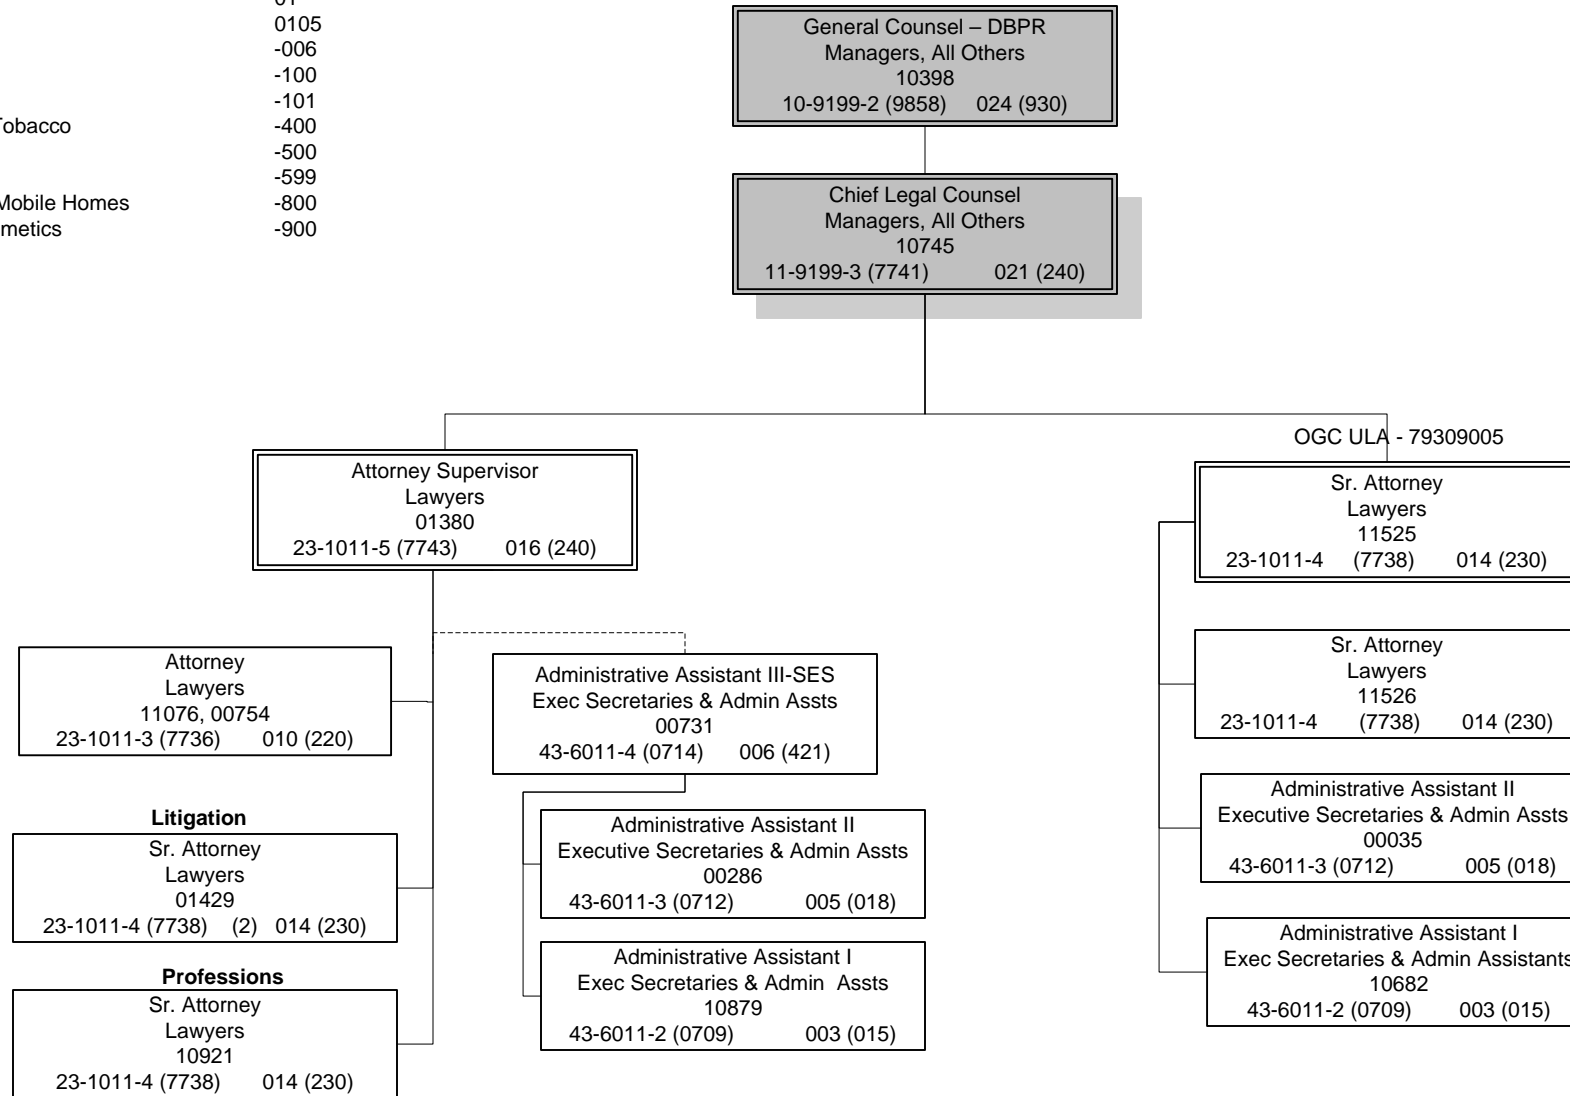 0105
-006
-100
-101
Tobacco -400
-500
-599
Mobile Homes -800
-900
General Counsel – DBPR
Managers, All Others
10398
10-9199-2 (9858) 024 (930)
Chief Legal Counsel
Managers, All Others
10745
11-9199-3 (7741) 021 (240)
Attorney Supervisor
Lawyers
01380
23-1011-5 (7743) 016 (240)
Attorney
Lawyers
11076, 00754
23-1011-3 (7736) 010 (220)
Litigation
Sr. Attorney
Lawyers
01429
23-1011-4 (7738) (2) 014 (230)
Professions
Sr. Attorney
Lawyers
10921
23-1011-4 (7738) 014 (230)
Administrative Assistant III-SES
Exec Secretaries & Admin Assts
00731
43-6011-4 (0714) 006 (421)
Administrative Assistant II
Executive Secretaries & Admin Assts
00286
43-6011-3 (0712) 005 (018)
Administrative Assistant I
Exec Secretaries & Admin Assts
10879
43-6011-2 (0709) 003 (015)
OGC ULA - 79309005
Sr. Attorney
Lawyers
11525
23-1011-4 (7738) 014 (230)
Sr. Attorney
Lawyers
11526
23-1011-4 (7738) 014 (230)
Administrative Assistant II
Executive Secretaries & Admin Assts
00035
43-6011-3 (0712) 005 (018)
Administrative Assistant I
Exec Secretaries & Admin Assistants
10682
43-6011-2 (0709) 003 (015)